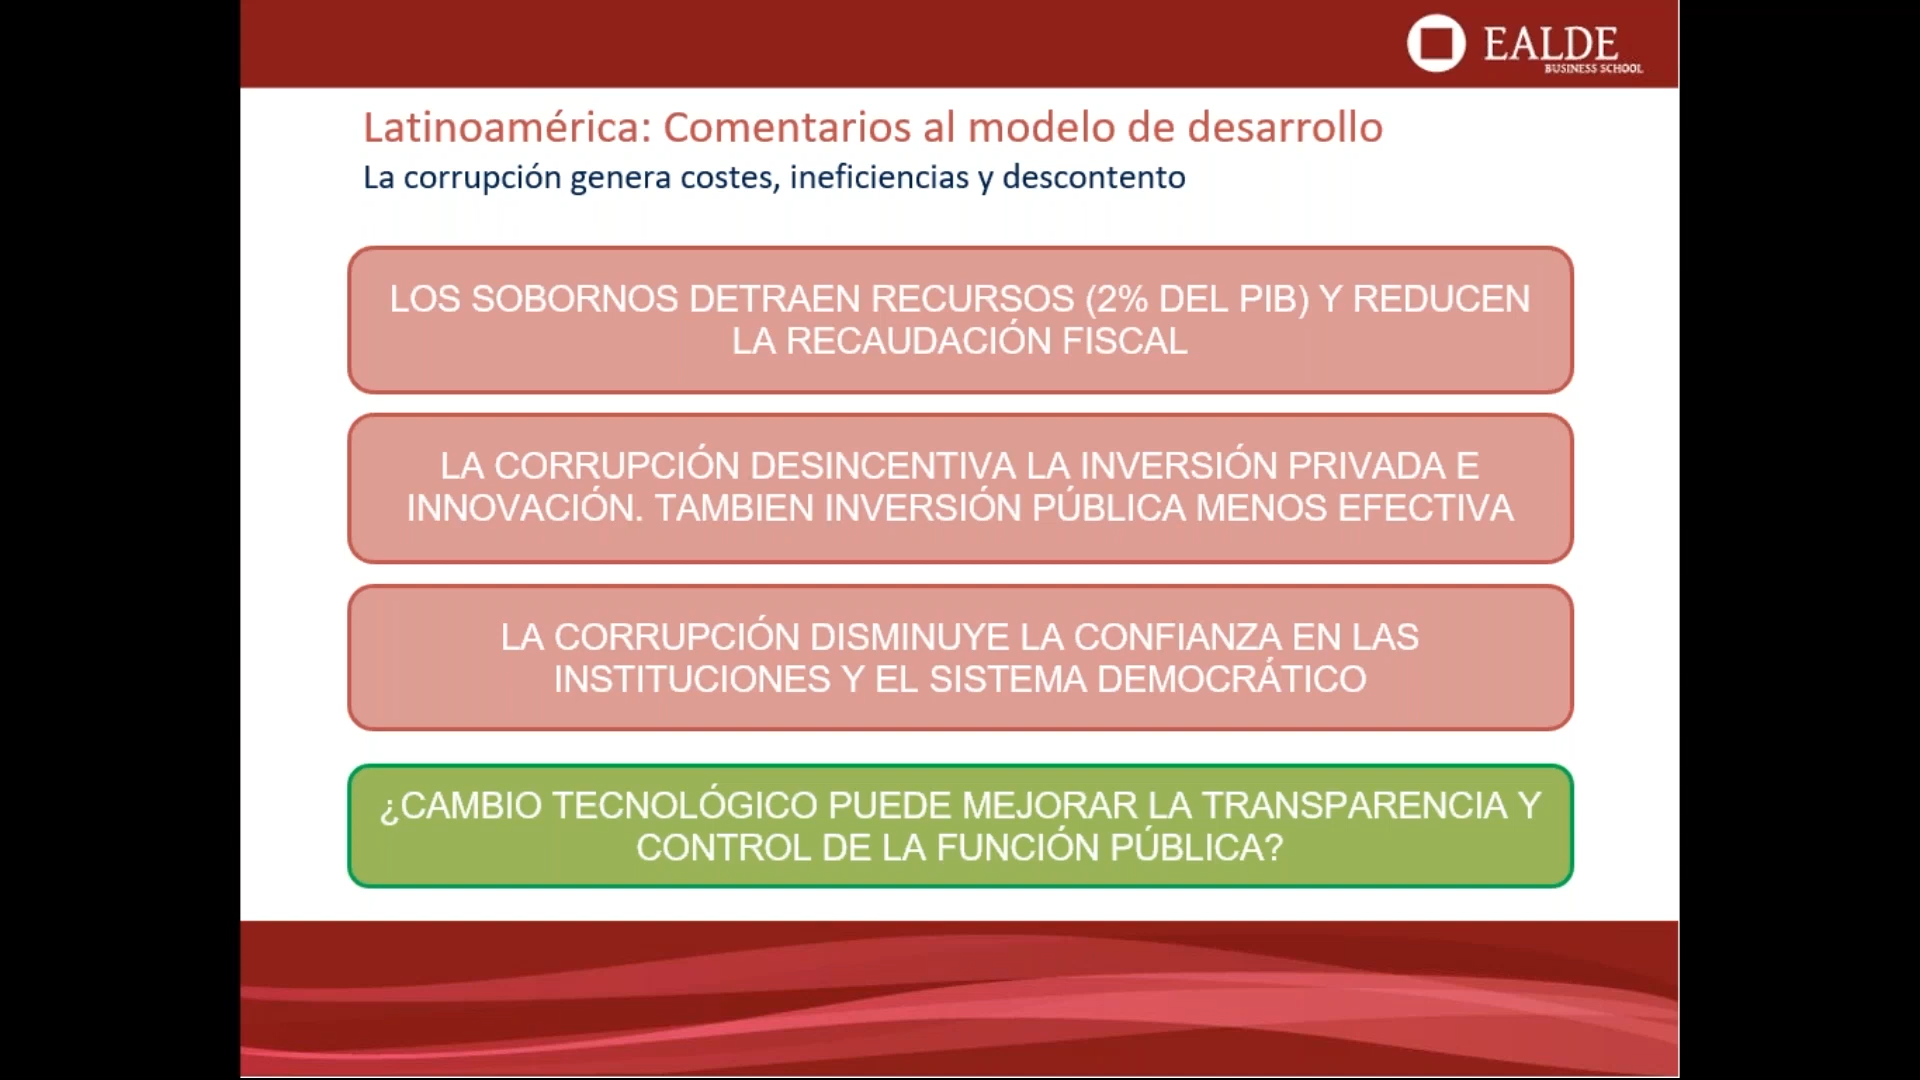 EALDE
BUSINESS SCHOOL
Latinoamérica: Comentarios al modelo de desarrollo
La corrupción genera costes, ineficiencias y descontento
LOS SOBORNOS DETRAEN RECURSOS (2% DEL PIB) Y REDUCEN
LA RECAUDACIÓN FISCAL
LA CORRUPCIÓN DESINCENTIVA LA INVERSIÓN PRIVADA E
INNOVACIÓN. TAMBIEN INVERSIÓN PÚBLICA MENOS EFECTIVA
LA CORRUPCIÓN DISMINUYE LA CONFIANZA EN LAS
INSTITUCIONES Y EL SISTEMA DEMOCRÁTICO
¿CAMBIO TECNOLÓGICO PUEDE MEJORAR LA TRANSPARENCIA Y
CONTROL DE LA FUNCIÓN PÚBLICA?